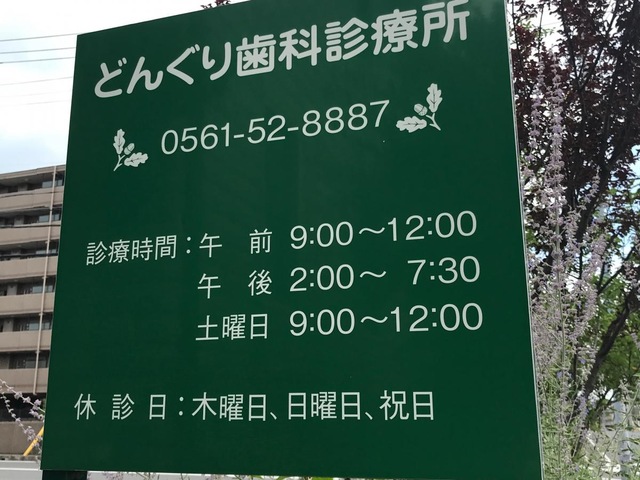 どんぐり歯科診療所
0561-52-8887
診療時間：午 前 9:00～12:00
午 後 2:00～ 7:30
土曜日 9:00～12:00
休 診 日：木曜日、日曜日、祝日